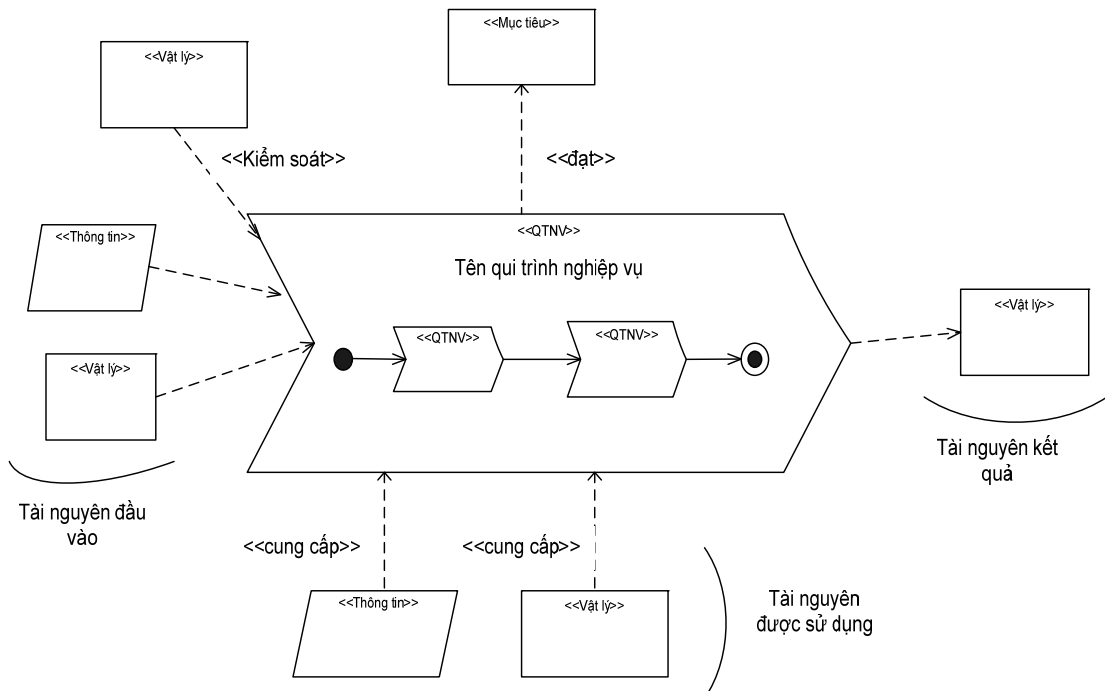 <<Mục tiêu>>
<<Vật lý>>
<<Kiểm soát>>
<<đạt>>
<<Thông tin>>
<<QTNV>>
Tên qui trình nghiệp vụ
<<Vật lý>>
<<QTNV>>
<<QTNV>>
<<Vật lý>>
Tài nguyên kết
quả
Tài nguyên đầu
vào
<<cung cấp>>
<<cung cấp>>
<<Thông tin>>
<<Vật lý>>
Tài nguyên
được sử dụng